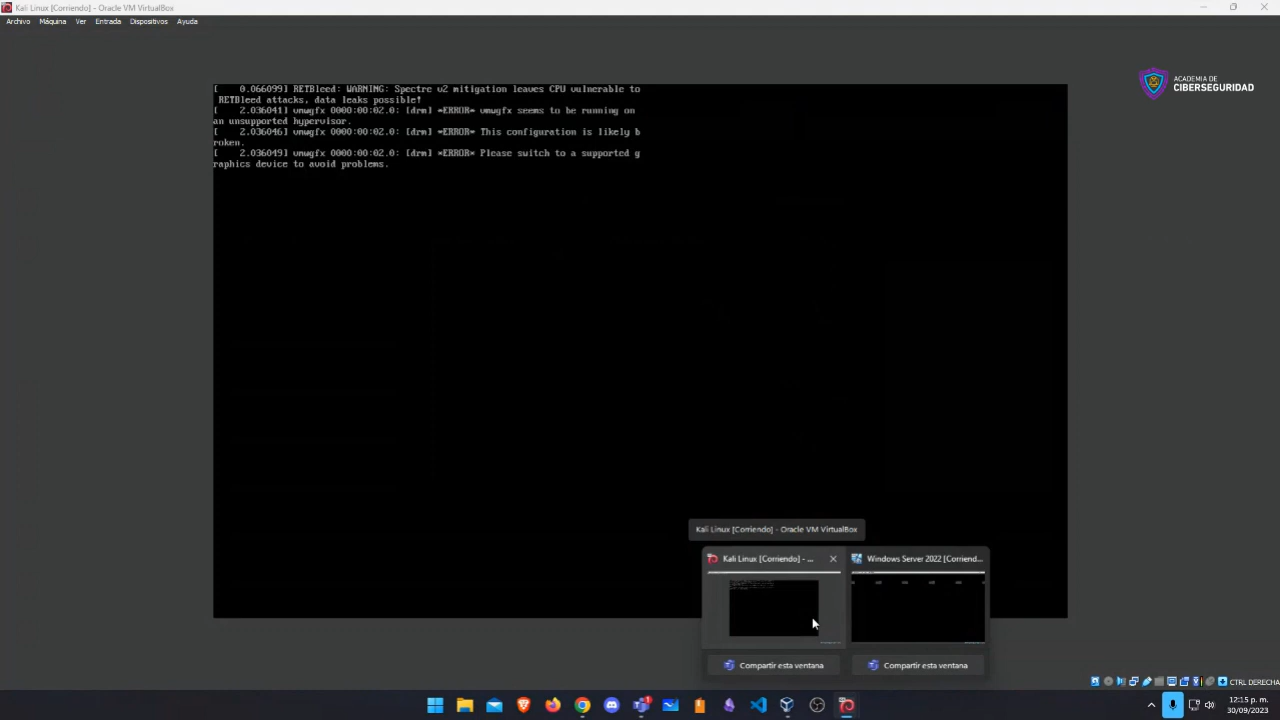 Kali Linux [Corriendo] - Oracle VM VirtualBox
Archivo Máquina Ver Entrada Dispositivos Ayuda
ACADEMIA DE
CIBERSEGURIDAD
[ 0.066099] RETBleed: WARNING: Spectre v2 mitigation leaves CPU vulnerable to
RETBleed attacks, data leaks possible!
[ 2.036041] vmwgfx 0000:00:02.0: [drm] *ERROR* vmwgfx seems to be running on
an unsupported hypervisor.
[ 2.036046] vmwgfx 0000:00:02.0: [drm] *ERROR* This configuration is likely b
roken.
[ 2.036049] vmwgfx 0000:00:02.0: [drm] *ERROR* Please switch to a supported g
raphics device to avoid problems.
Kali Linux [Corriendo] - Oracle VM VirtualBox
Kali Linux [Corriendo] - ...
Windows Server 2022 [Corriend...
Compartir esta ventana
Compartir esta ventana
CTRL DERECHA
12:15 p.m.
30/09/2023